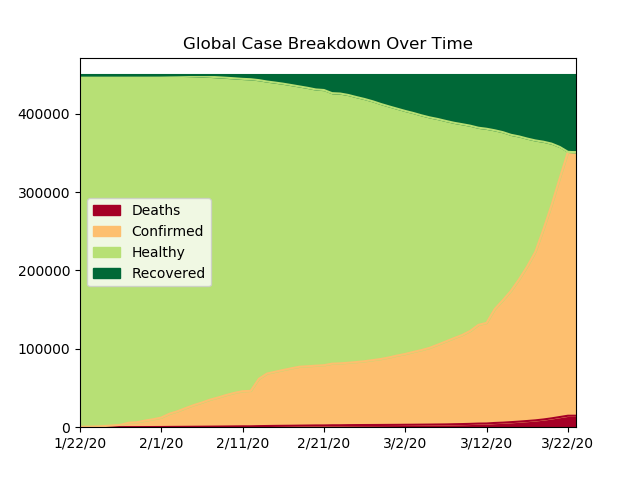 Global Case Breakdown Over Time
400000
300000
200000
100000
0
Deaths
Confirmed
Healthy
Recovered
1/22/20 2/1/20 2/11/20 2/21/20 3/2/20 3/12/20 3/22/20